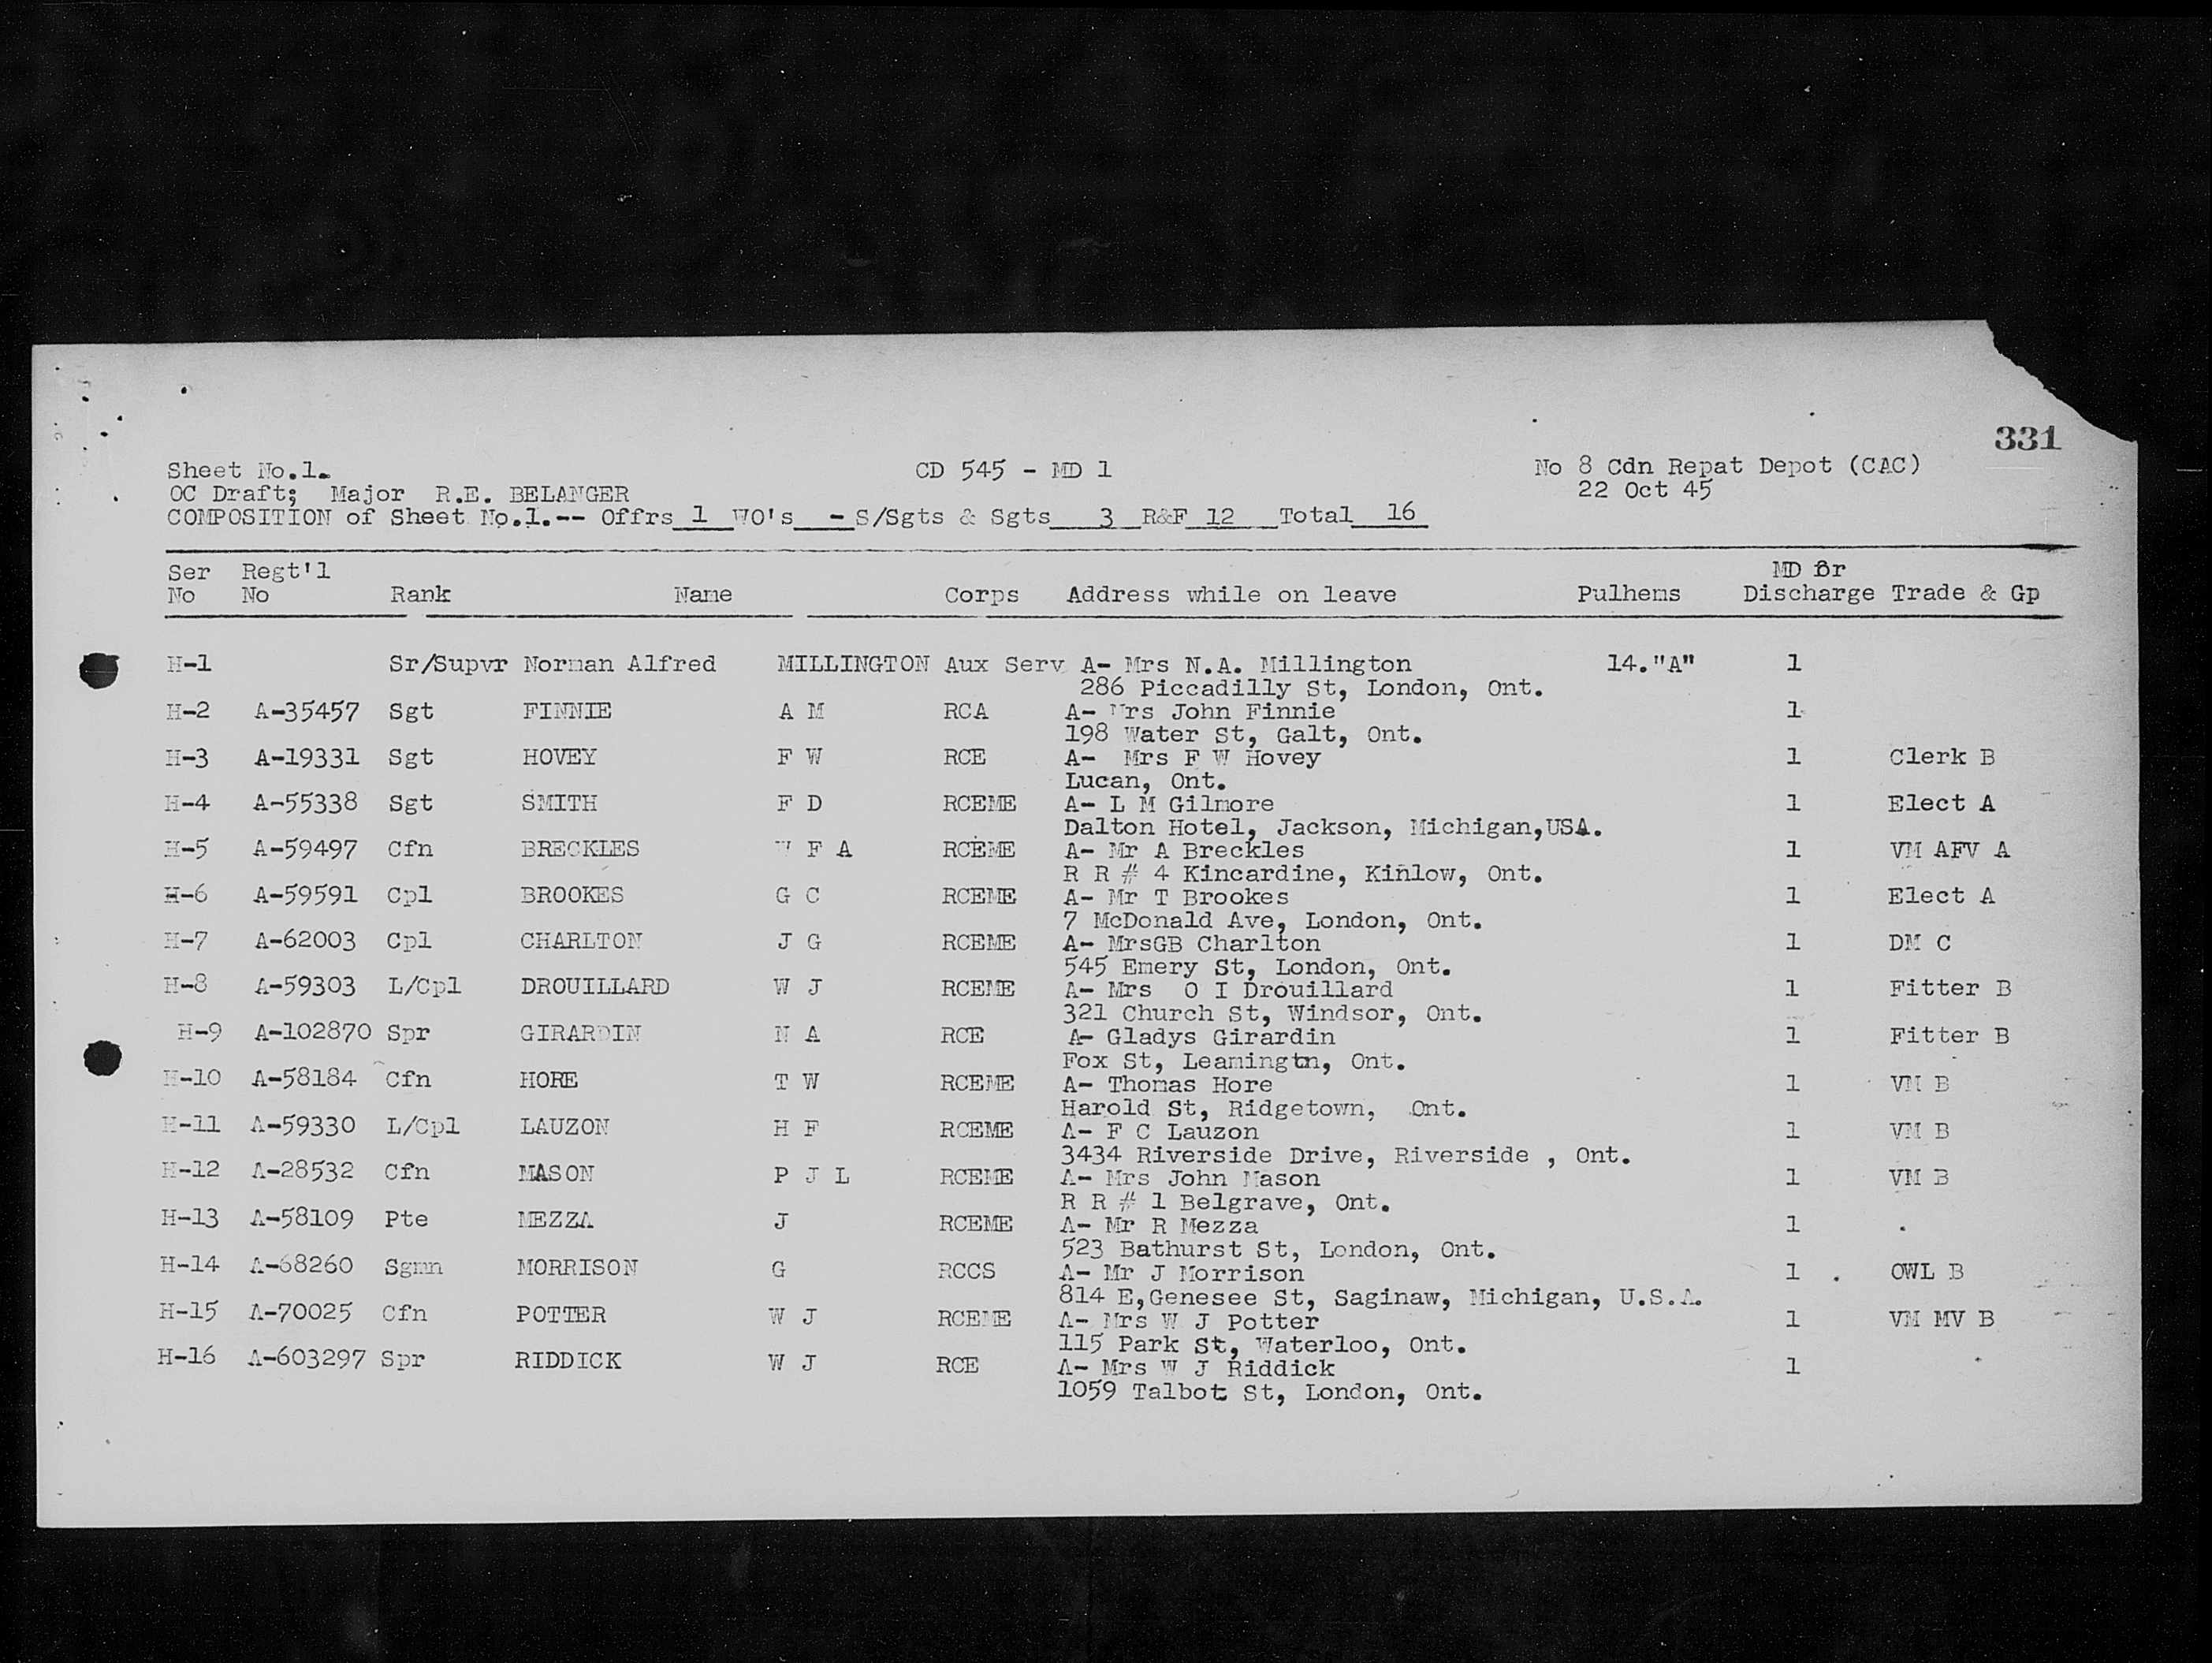 331
Sheet No.1. CD 545 - MD 1 No 8 Cdn Repat Depot (CAC)
OC Draft; Major R.E. BELANGER 22 Oct 45
COMPOSITION of Sheet No.1.-- Offrs 1 WO's - S/Sgts & Sgts 3 R&F 12 Total 16
Ser Regt'l MD for
No No Rank Name Corps Address while on leave Pulhems Discharge Trade & Gp
H-1 Sr/Supvr Norman Alfred MILLINGTON Aux Serv A- Mrs N.A. Millington 14."A" 1
286 Piccadilly St, London, Ont.
H-2 A-35457 Sgt FINNIE A M RCA A- Mrs John Finnie 1
198 Water St, Galt, Ont.
H-3 A-19331 Sgt HOVEY F W RCE A- Mrs F W Hovey 1 Clerk B
Lucan, Ont.
H-4 A-55338 Sgt SMITH F D RCEME A- L M Gilmore 1 Elect A
Dalton Hotel, Jackson, Michigan,USA.
H-5 A-59497 Cfn BRECKLES W F A RCEME A- Mr A Breckles 1 VM AFV A
R R # 4 Kincardine, Kinlow, Ont.
H-6 A-59591 Cpl BROOKES G C RCEME A- Mr T Brookes 1 Elect A
7 McDonald Ave, London, Ont.
H-7 A-62003 Cpl CHARLTON J G RCEME A- MrsGB Charlton 1 DM C
545 Emery St, London, Ont.
H-8 A-59303 L/Cpl DROUILLARD W J RCEME A- Mrs O I Drouillard 1 Fitter B
321 Church St, Windsor, Ont.
H-9 A-102870 Spr GIRARDIN N A RCE A- Gladys Girardin 1 Fitter B
Fox St, Leamingtn, Ont.
H-10 A-58184 Cfn HORE T W RCEME A- Thomas Hore 1 VM B
Harold St, Ridgetown, Ont.
H-11 A-59330 L/Cpl LAUZON H F RCEME A- F C Lauzon 1 VM B
3434 Riverside Drive, Riverside , Ont.
H-12 A-28532 Cfn MASON P J L RCEME A- Mrs John Mason 1 VM B
R R # 1 Belgrave, Ont.
H-13 A-58109 Pte MEZZA J RCEME A- Mr R Mezza 1
523 Bathurst St, London, Ont.
H-14 A-68260 Sgmn MORRISON G RCCS A- Mr J Morrison 1 OWL B
814 E,Genesee St, Saginaw, Michigan, U.S.A.
H-15 A-70025 Cfn POTTER W J RCEME A- Mrs W J Potter 1 VM MV B
115 Park St, Waterloo, Ont.
H-16 A-603297 Spr RIDDICK W J RCE A- Mrs W J Riddick 1
1059 Talbot St, London, Ont.